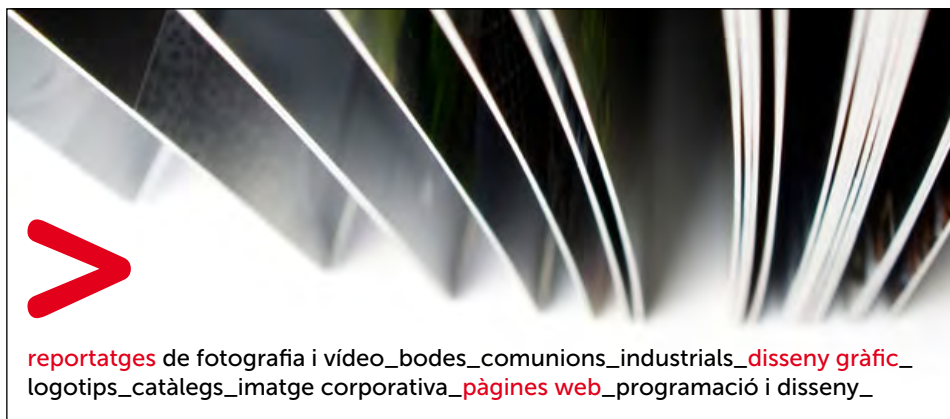 >
reportatges de fotografia i vídeo_bodes_comunions_industrials_disseny gràfic_
logotips_catàlegs_imatge corporativa_pàgines web_programació i disseny_